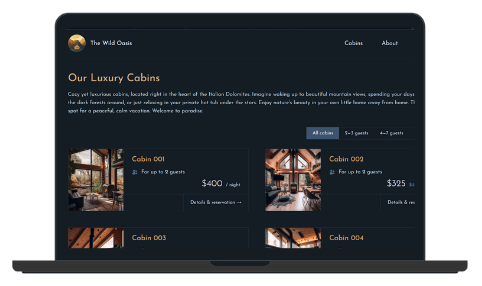 The Wild Oasis
Cabins
About
Our Luxury Cabins
Cozy yet luxurious cabins, located right in the heart of the Italian Dolomites. Imagine waking up to beautiful mountain views, spending your days
the dark forests around, or just relaxing in your private hot tub under the stars. Enjoy nature's beauty in your own little home away from home. Th
spot for a peaceful, calm vacation. Welcome to paradise.
All cabins
2-3 guests
4-7 guests
Cabin 001
For up to 2 guests
$400 / night
Details & reservation →
Cabin 002
For up to 2 guests
$325
Details & res
Cabin 003
Cabin 004